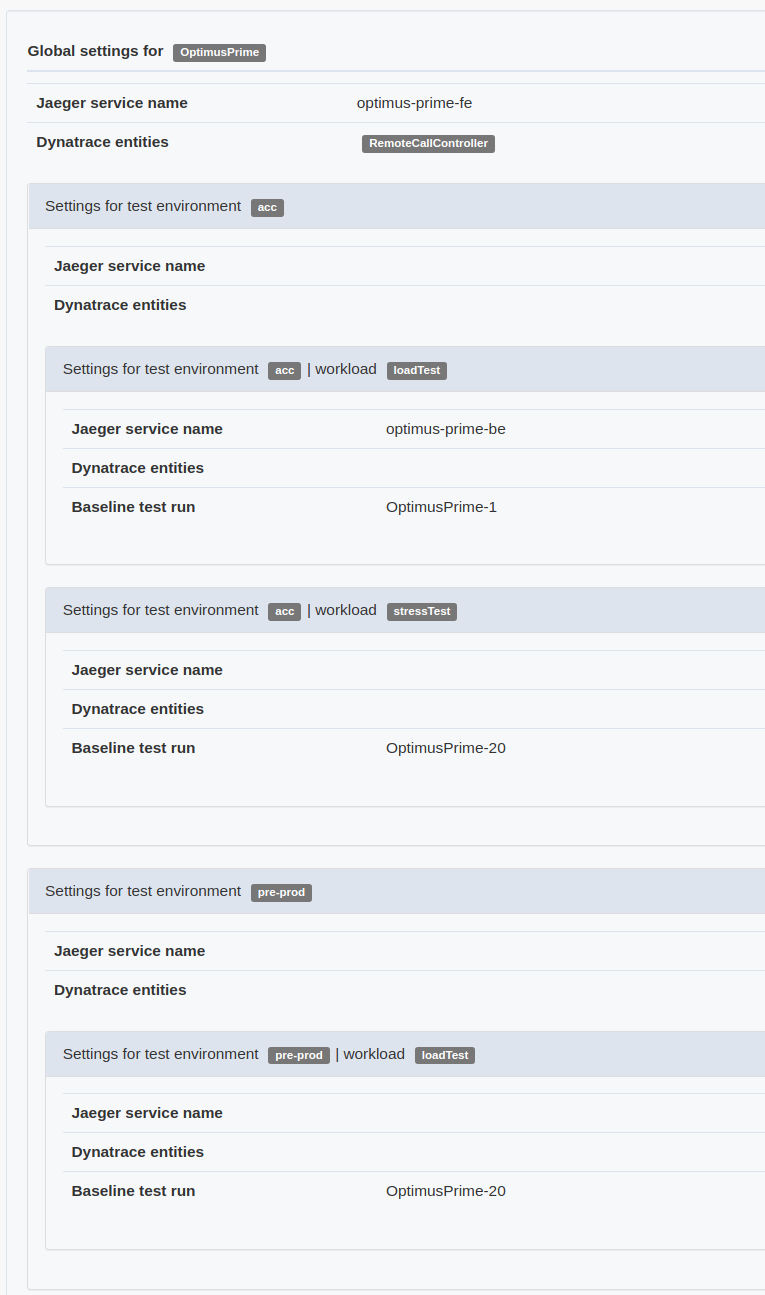 Global settings for OptimusPrime
Jaeger service name optimus-prime-fe
Dynatrace entities RemoteCallController
Settings for test environment acc
Jaeger service name
Dynatrace entities
Settings for test environment acc | workload loadTest
Jaeger service name optimus-prime-be
Dynatrace entities
Baseline test run OptimusPrime-1
Settings for test environment acc | workload stressTest
Jaeger service name
Dynatrace entities
Baseline test run OptimusPrime-20
Settings for test environment pre-prod
Jaeger service name
Dynatrace entities
Settings for test environment pre-prod | workload loadTest
Jaeger service name
Dynatrace entities
Baseline test run OptimusPrime-20